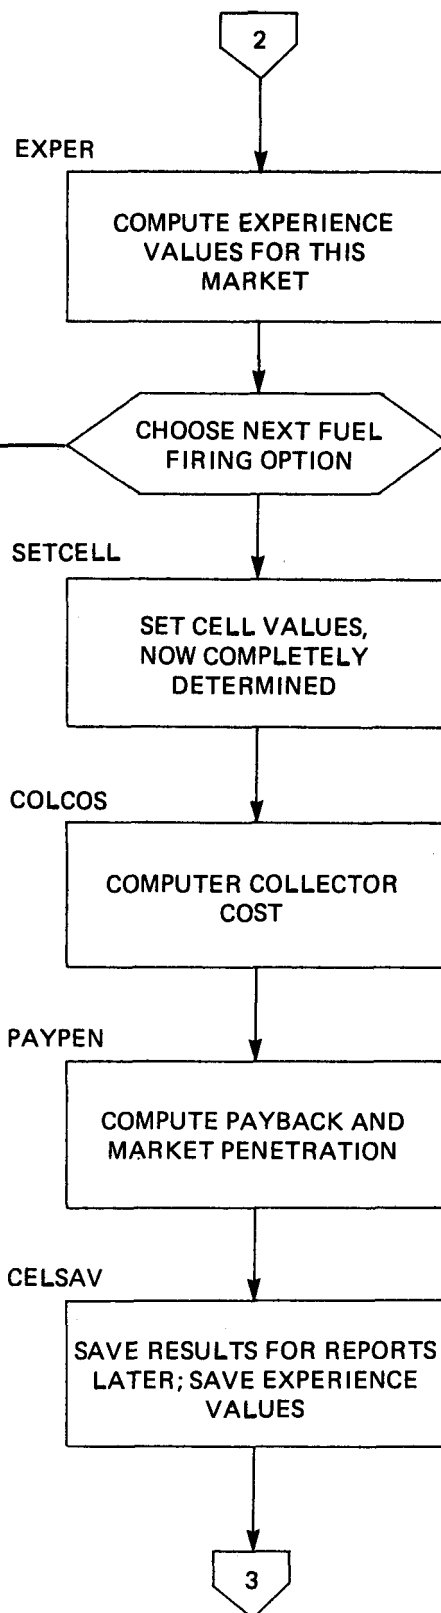 2
EXPER
COMPUTE EXPERIENCE
VALUES FOR THIS
MARKET
CHOOSE NEXT FUEL
FIRING OPTION
SETCELL
SET CELL VALUES,
NOW COMPLETELY
DETERMINED
COLCOS
COMPUTER COLLECTOR
COST
PAYPEN
COMPUTE PAYBACK AND
MARKET PENETRATION
CELSAV
SAVE RESULTS FOR REPORTS
LATER; SAVE EXPERIENCE
VALUES
3